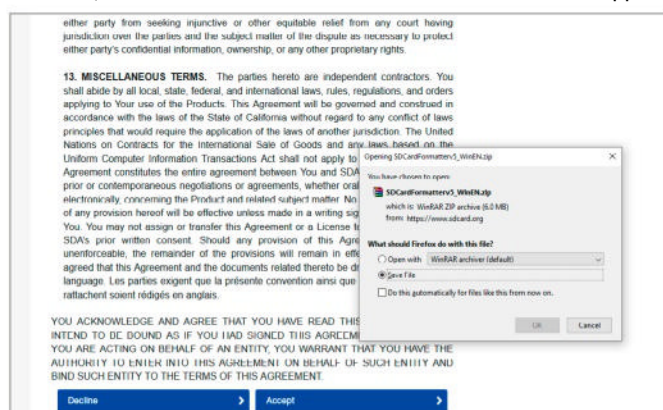 either party from seeking injunctive or other equitable relief from any court having
jurisdiction over the parties and the subject matter of the dispute as necessary to protect
either party's confidential information, ownership, or any other proprietary rights.
13. MISCELLANEOUS TERMS. The parties hereto are independent contractors. You
shall abide by all local, state, federal, and international laws, rules, regulations, and orders
applying to Your use of the Products. This Agreement will be governed and construed in
accordance with the laws of the State of California without regard to any conflict of laws
principles that would require the application of the laws of another jurisdiction. The United
Nations on Contracts for the International Sale of Goods and any laws based on the
Uniform Computer Information Transactions Act shall not apply to
Agreement constitutes the entire agreement between You and SDA
prior or contemporaneous negotiations or agreements, whether oral
electronically, concerning the Product and related subject matter. No
of any provision hereof will be effective unless made in a writing sig
You. You may not assign or transfer this Agreement or a License to
SDA's prior written consent. Should any provision of this Agre
unenforceable, the remainder of the provisions will remain in effe
agreed that this Agreement and the documents related thereto be dr
language. Les parties exigent que la présente convention ainsi que
rattachent soient rédigés en anglais.
YOU ACKNOWLEDGE AND AGREE THAT YOU HAVE READ THIS
INTEND TO BE BOUND AS IF YOU HAD SIGNED THIS AGREEM
YOU ARE ACTING ON BEHALF OF AN ENTITY, YOU WARRANT THAT YOU HAVE THE
AUTHORITY TO ENTER INTO THIS AGREEMENT ON BEHALF OF SUCH ENTITY AND
BIND SUCH ENTITY TO THE TERMS OF THIS AGREEMENT.
Decline
Accept
Opening SDCardFormatterv5_WinEN.zip
You have chosen to open:
SDCardFormatterv5_WinEN.zip
which is: WinRAR ZIP archive (6.0 MB)
from: https://www.sdcard.org
What should Firefox do with this file?
Open with WinRAR archiver (default)
Save File
Do this automatically for files like this from now on.
OK
Cancel